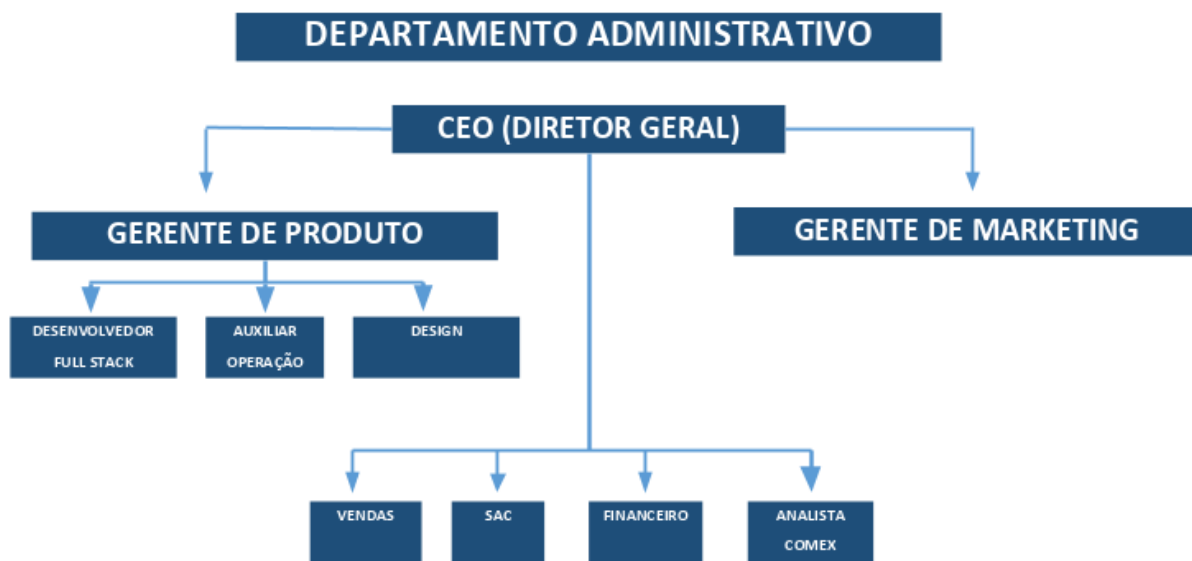 DEPARTAMENTO ADMINISTRATIVO
CEO (DIRETOR GERAL)
GERENTE DE PRODUTO
GERENTE DE MARKETING
DESENVOLVEDOR
FULL STACK
AUXILIAR
OPERAÇÃO
DESIGN
VENDAS
SAC
FINANCEIRO
ANALISTA
COMEX